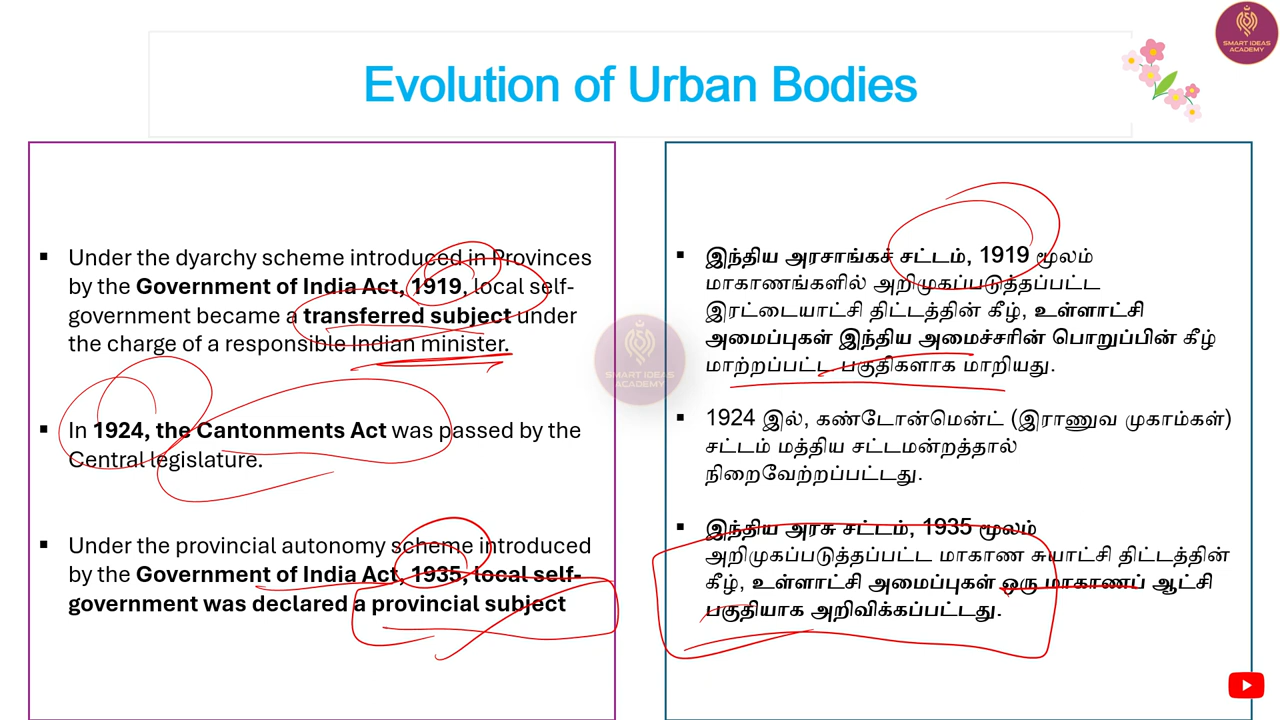 SMART IDEAS
ACADEMY
Evolution of Urban Bodies
▪ Under the dyarchy scheme introduced in Provinces
by the Government of India Act, 1919, local self-
government became a transferred subject under
the charge of a responsible Indian minister.
▪ In 1924, the Cantonments Act was passed by the
Central legislature.
▪ Under the provincial autonomy scheme introduced
by the Government of India Act, 1935, local self-
government was declared a provincial subject
▪ இந்திய அரசாங்கச் சட்டம், 1919 மூலம்
மாகாணங்களில் அறிமுகப்படுத்தப்பட்ட
இரட்டையாட்சி திட்டத்தின் கீழ், உள்ளாட்சி
அமைப்புகள் இந்திய அமைச்சரின் பொறுப்பின் கீழ்
மாற்றப்பட்ட பகுதிகளாக மாறியது.
▪ 1924 இல், கண்டோன்மென்ட் (இராணுவ முகாம்கள்)
சட்டம் மத்திய சட்டமன்றத்தால்
நிறைவேற்றப்பட்டது.
▪ இந்திய அரசு சட்டம், 1935 மூலம்
அறிமுகப்படுத்தப்பட்ட மாகாண சுயாட்சி திட்டத்தின்
கீழ், உள்ளாட்சி அமைப்புகள் ஒரு மாகாணப் ஆட்சி
பகுதியாக அறிவிக்கப்பட்டது.
SMART IDEAS
ACADEMY